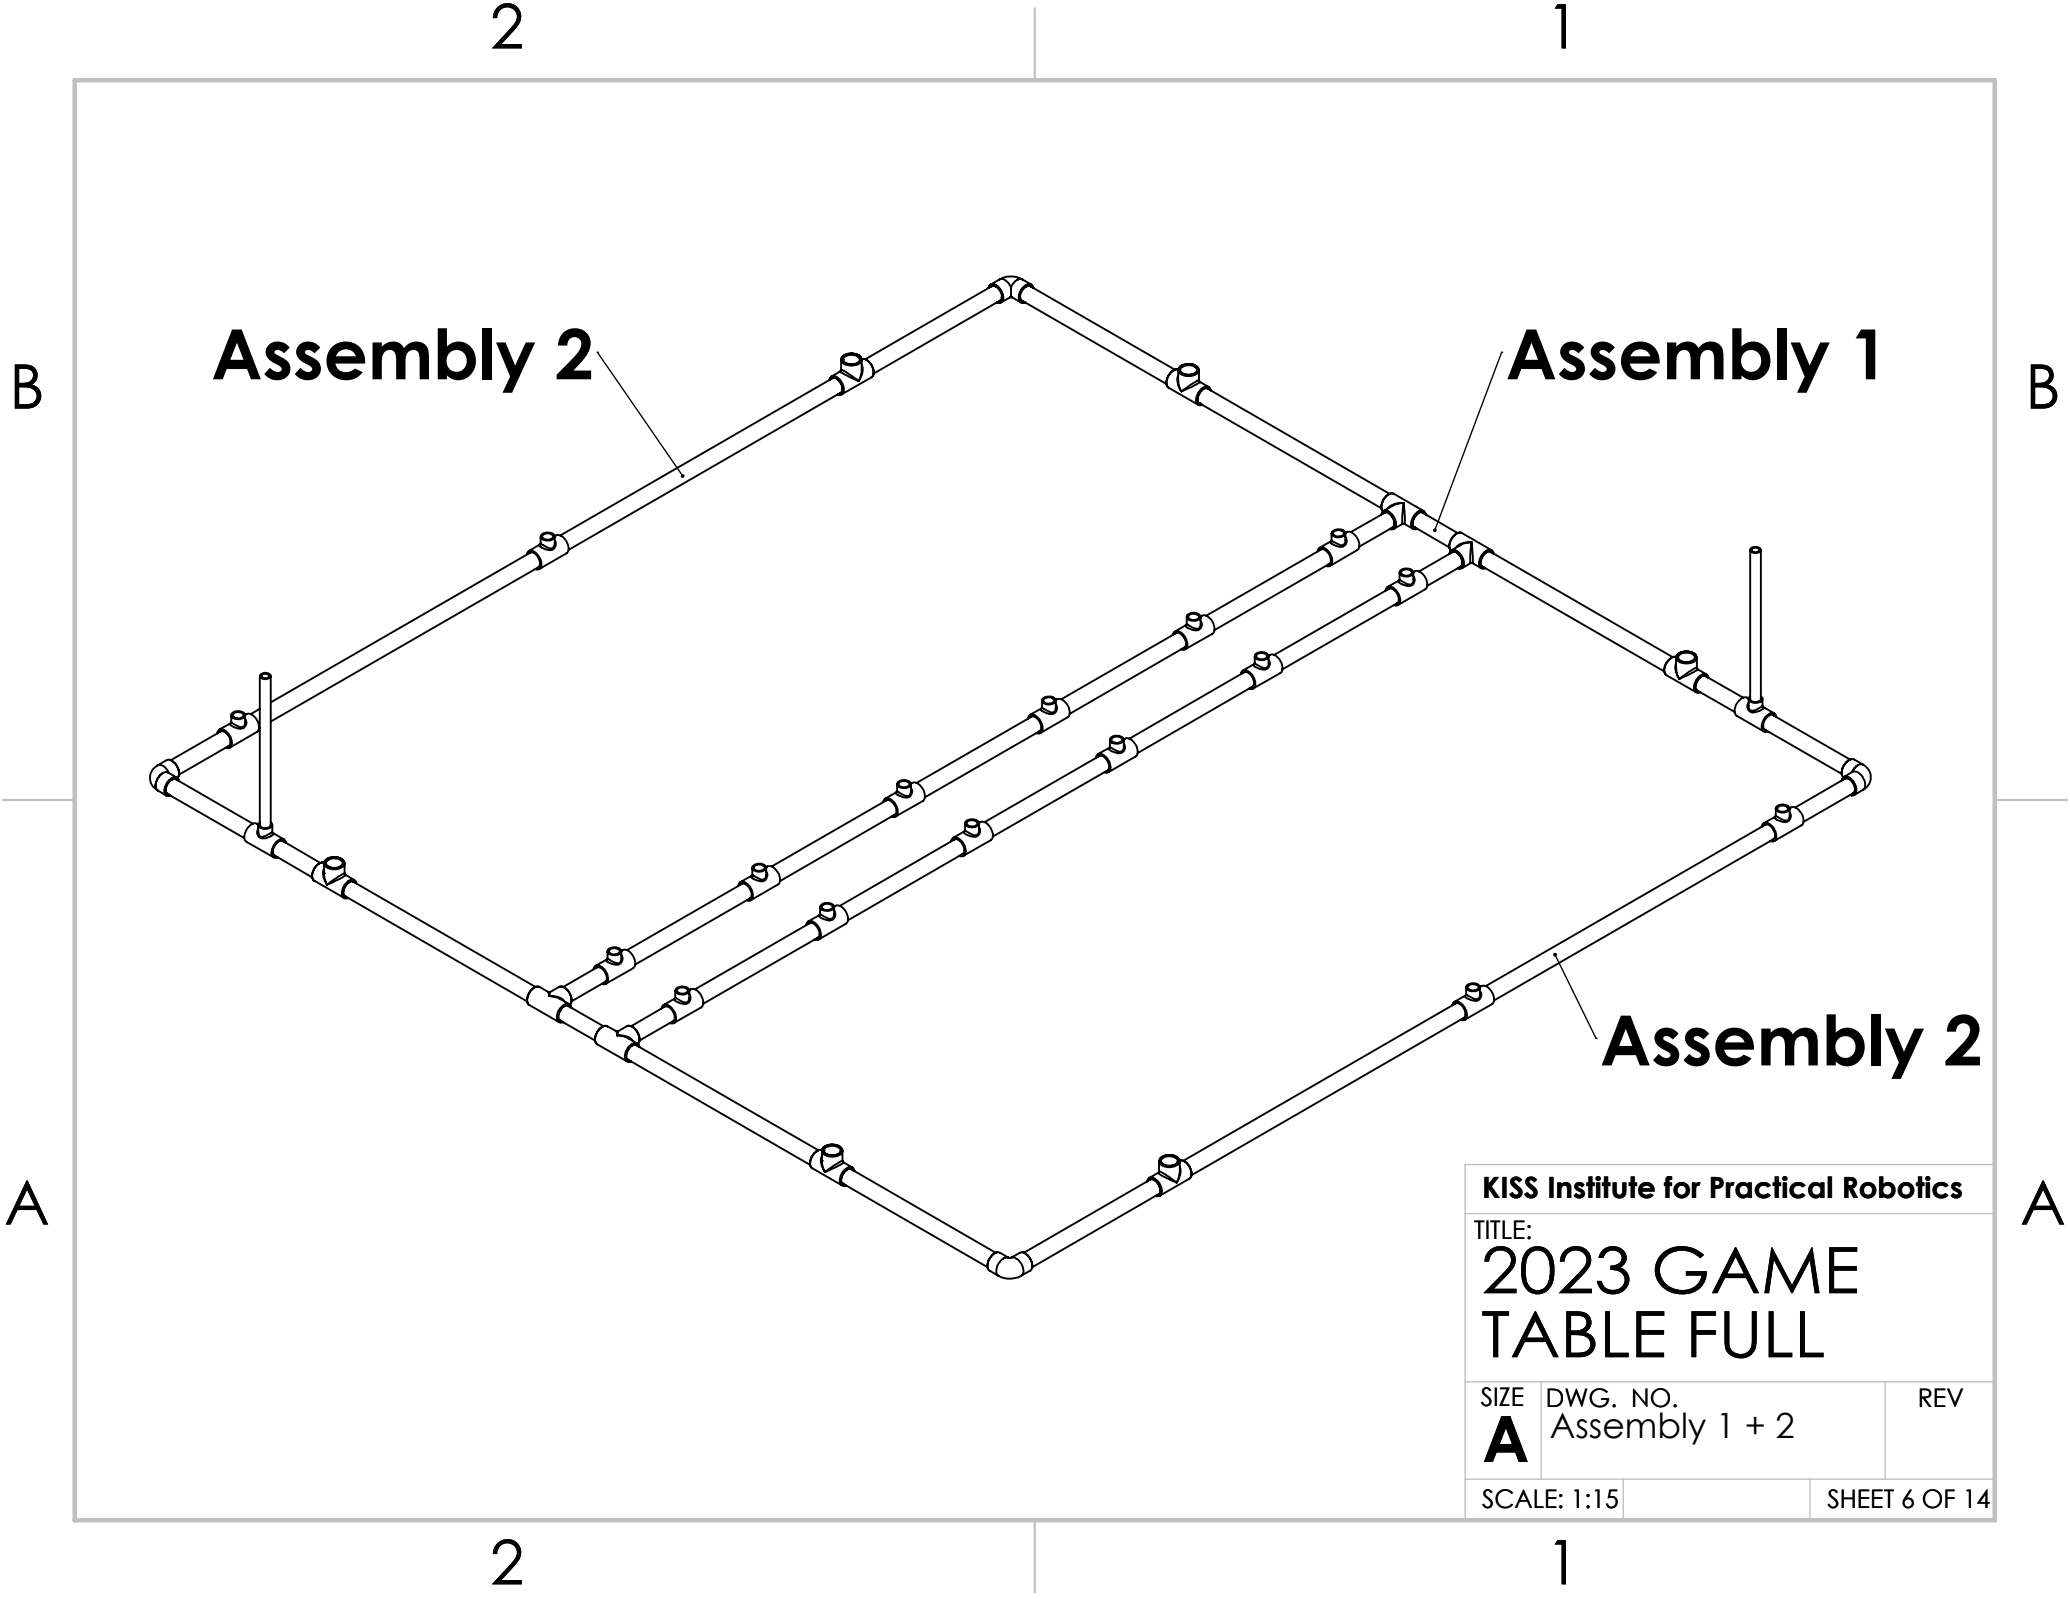 2 1
Assembly 2 Assembly 1
B B
Assembly 2
KISS Institute for Practical Robotics
A A
TITLE:
2023 GAME
TABLE FULL
SIZE DWG. NO. REV
A Assembly 1 + 2
SCALE: 1:15 SHEET 6 OF 14
2 1